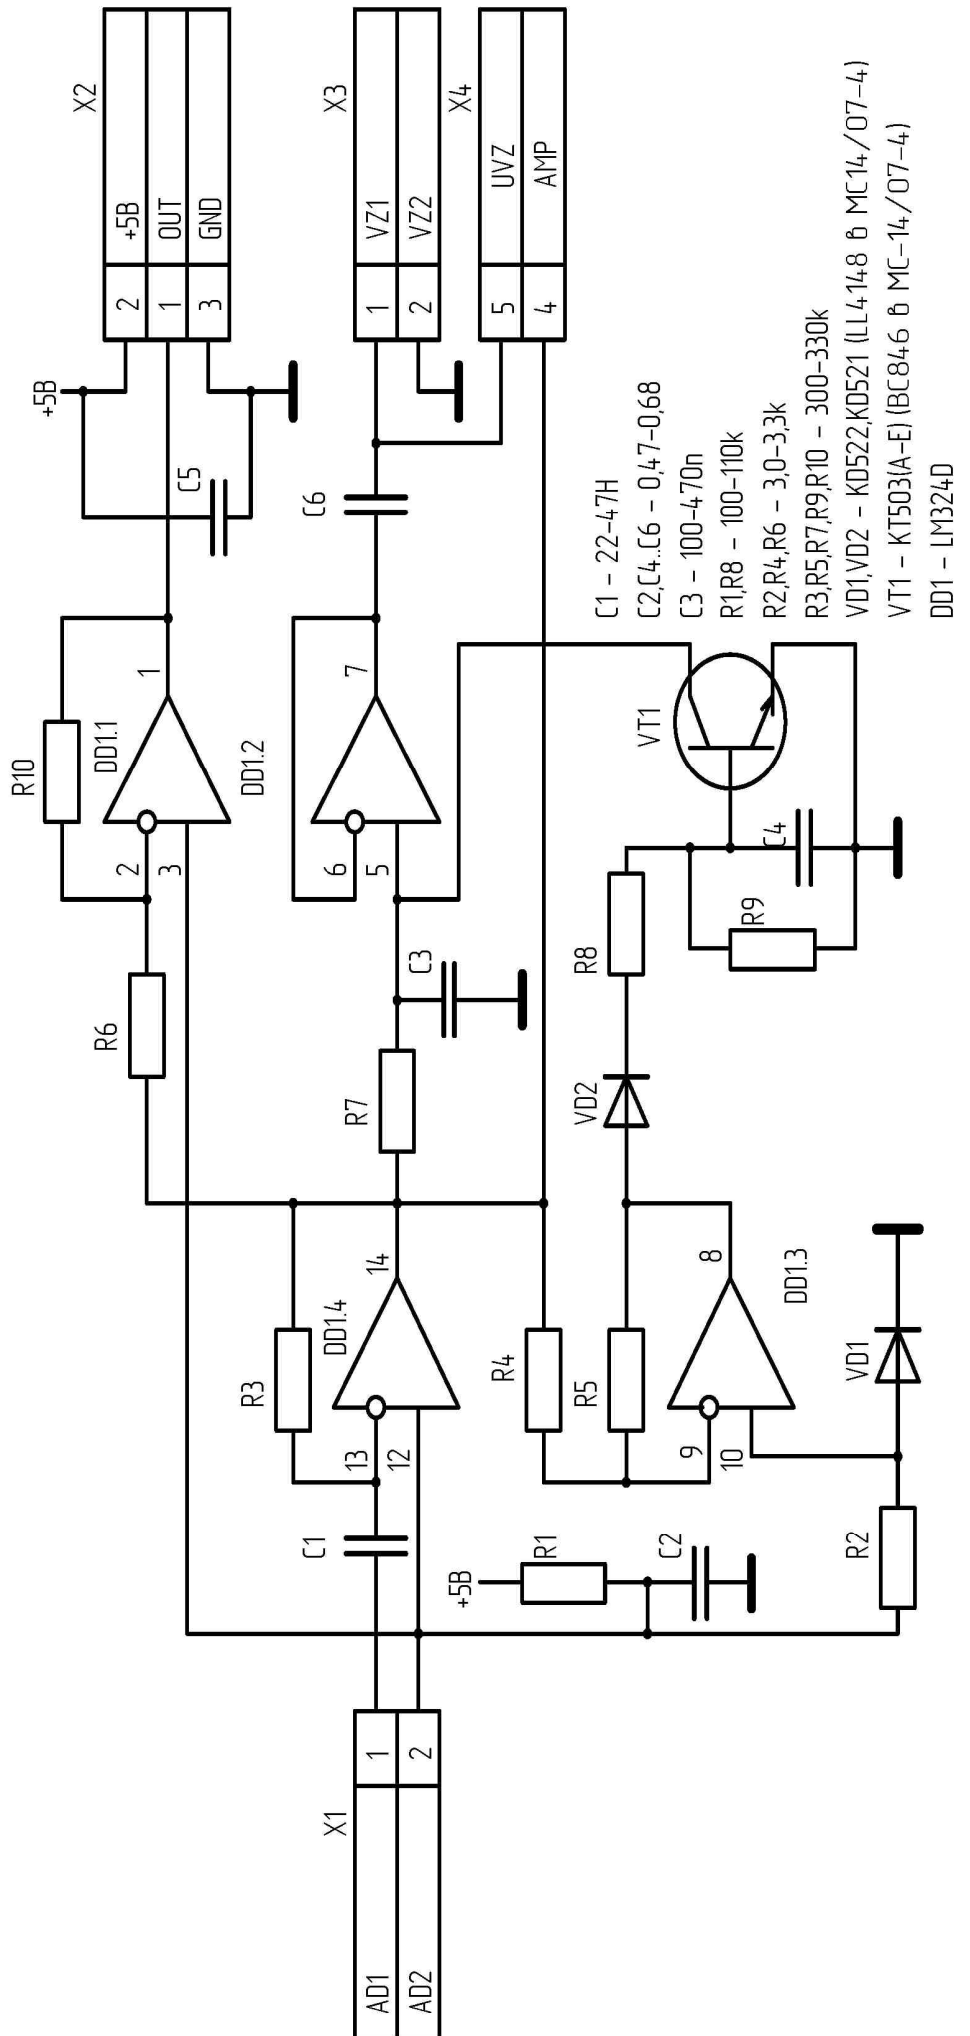 X1
AD1 1
AD2 2
C1
R3
13
12
DD1.4
14
+5В
R1
C2
R2
VD1
R4
R5
9
10
DD1.3
8
R6
R7
C3
VD2
R8
R9
C4
VT1
R10
2
3
DD1.1
1
DD1.2
6
5
7
C6
C5
+5В
X2
2 +5В
1 OUT
3 GND
X3
1 VZ1
2 VZ2
X4
5 UVZ
4 AMP
C1 – 22-47Н
C2,C4..C6 – 0,47-0,68
C3 – 100-470n
R1,R8 – 100-110k
R2,R4,R6 – 3,0-3,3k
R3,R5,R7,R9,R10 – 300-330k
VD1,VD2 – KD522,KD521 (LL4148 в МС14/07-4)
VT1 – KT503(A-E) (BC846 в МС-14/07-4)
DD1 – LM324D